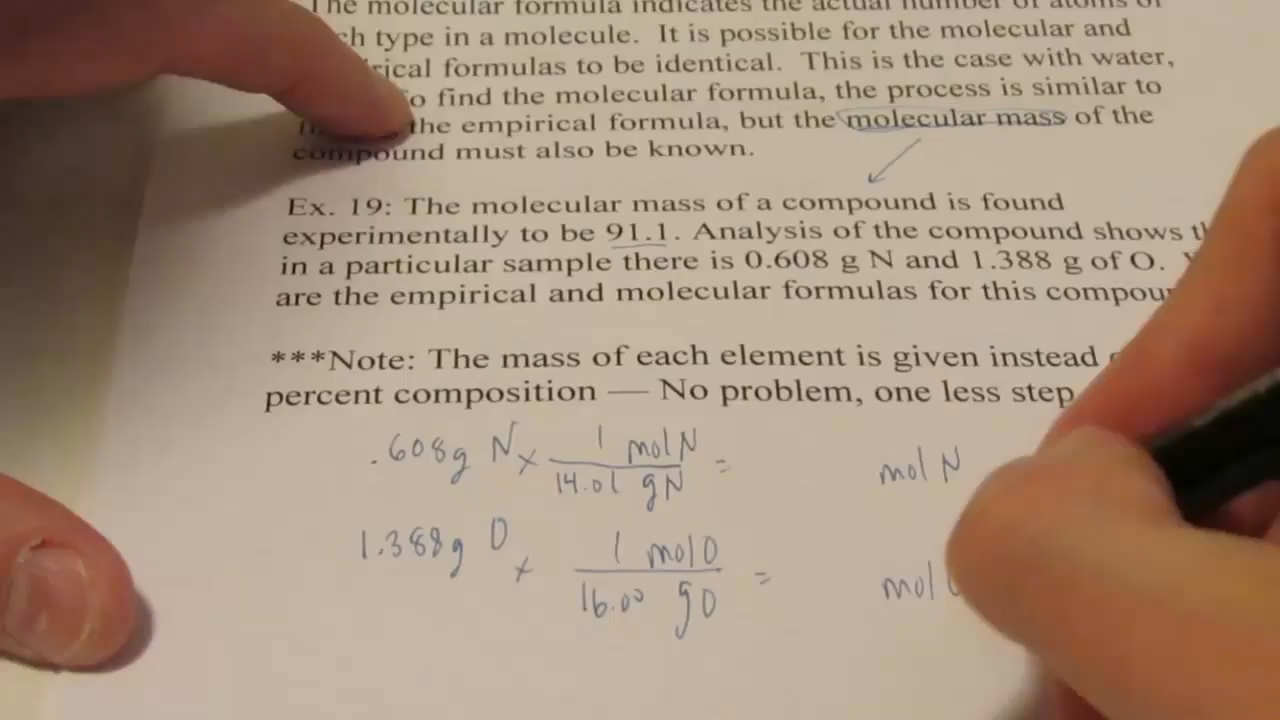 The molecular formula indicates the actual number of atoms of
type in a molecule. It is possible for the molecular and
formulas to be identical. This is the case with water,
find the molecular formula, the process is similar to
the empirical formula, but the molecular mass of the
compound must also be known.
Ex. 19: The molecular mass of a compound is found
experimentally to be 91.1. Analysis of the compound shows
in a particular sample there is 0.608 g N and 1.388 g of O.
are the empirical and molecular formulas for this
***Note: The mass of each element is given instead
percent composition — No problem, one less step
.608g N x 1 mol N / 14.01 g N = mol N
1.388g O x 1 mol O / 16.00 g O = mol